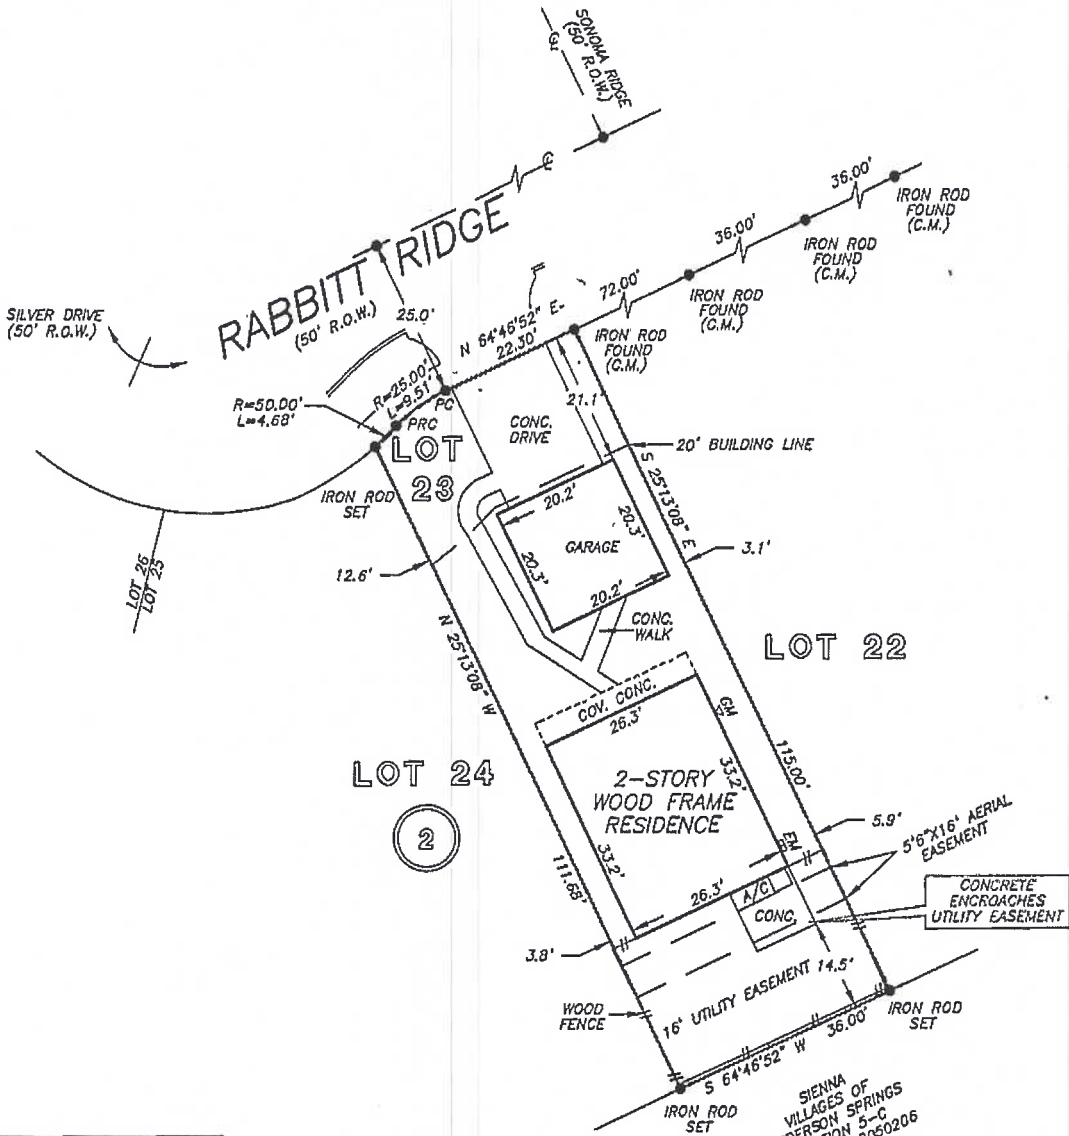 SONOMA RIDGE
(50' R.O.W.)
36.00'
IRON ROD
FOUND
(C.M.)
36.00'
IRON ROD
FOUND
(C.M.)
72.00'
IRON ROD
FOUND
(C.M.)
IRON ROD
FOUND
(C.M.)
RABBITT RIDGE
(50' R.O.W.)
SILVER DRIVE
(50' R.O.W.)
25.0'
N 64°46'52" E
22.30'
R=25.00'
L=9.51'
R=50.00'
L=4.68'
PC
PRC
LOT
23
CONC.
DRIVE
21.1'
20' BUILDING LINE
IRON ROD
SET
20.2'
S 25°13'08" E
20.3'
GARAGE
20.3'
20.2'
3.1'
12.6'
LOT 26
LOT 25
CONC.
WALK
N 25°13'08" W
LOT 22
COV. CONC.
26.3'
GM
115.00'
33.2'
LOT 24
2
2-STORY
WOOD FRAME
RESIDENCE
5.9'
5'6"X16' AERIAL
EASEMENT
EM
33.2'
111.68'
26.3'
A/C
CONC.
CONCRETE
ENCROACHES
UTILITY EASEMENT
3.8'
14.5'
16' UTILITY EASEMENT
WOOD
FENCE
36.00'
S 64°46'52" W
IRON ROD
SET
IRON ROD
SET
SIENNA
VILLAGES OF
SPRINGS
5-C